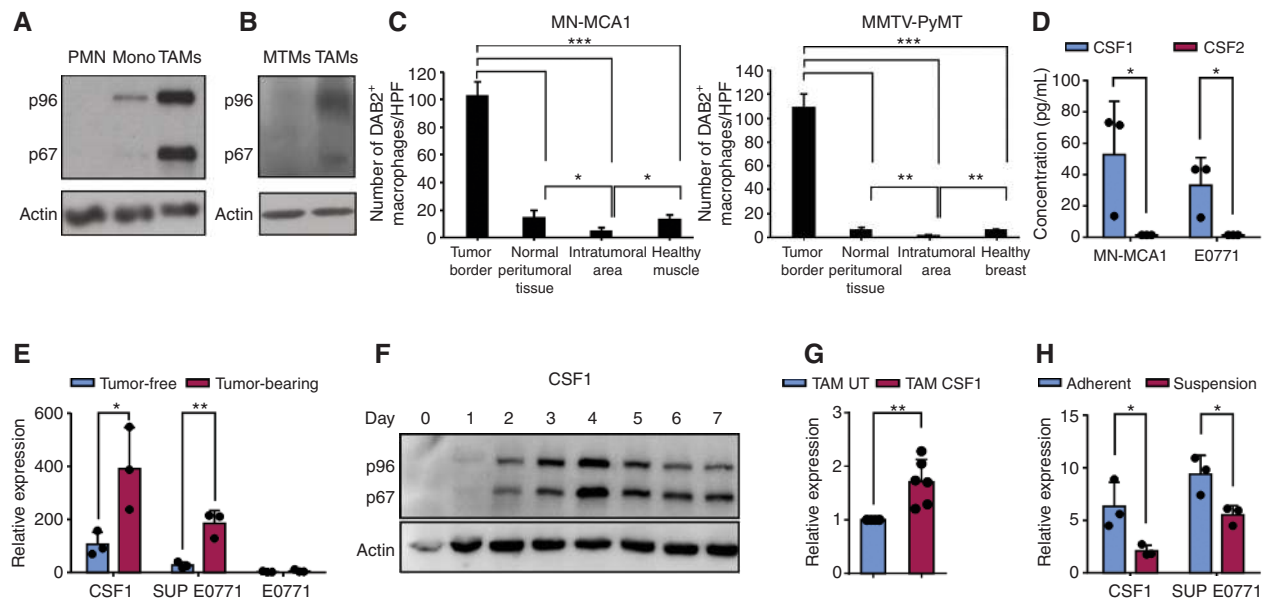 A
PMN Mono TAMs
p96
p67
Actin
B
MTMs TAMs
p96
p67
Actin
C
MN-MCA1
Number of DAB2+
macrophages/HPF
120
100
80
60
40
20
0
***
*
*
Tumor
border
Normal
peritumoral
tissue
Intratumoral
area
Healthy
muscle
MMTV-PyMT
Number of DAB2+
macrophages/HPF
140
120
100
80
60
40
20
0
***
**
**
Tumor
border
Normal
peritumoral
tissue
Intratumoral
area
Healthy
breast
D
CSF1
CSF2
Concentration (pg/mL)
100
80
60
40
20
0
*
*
MN-MCA1
E0771
E
Tumor-free
Tumor-bearing
Relative expression
600
400
200
0
*
**
CSF1
SUP E0771
E0771
F
CSF1
Day 0 1 2 3 4 5 6 7
p96
p67
Actin
G
TAM UT
TAM CSF1
Relative expression
3
2
1
0
**
H
Adherent
Suspension
Relative expression
15
10
5
0
*
*
CSF1
SUP E0771